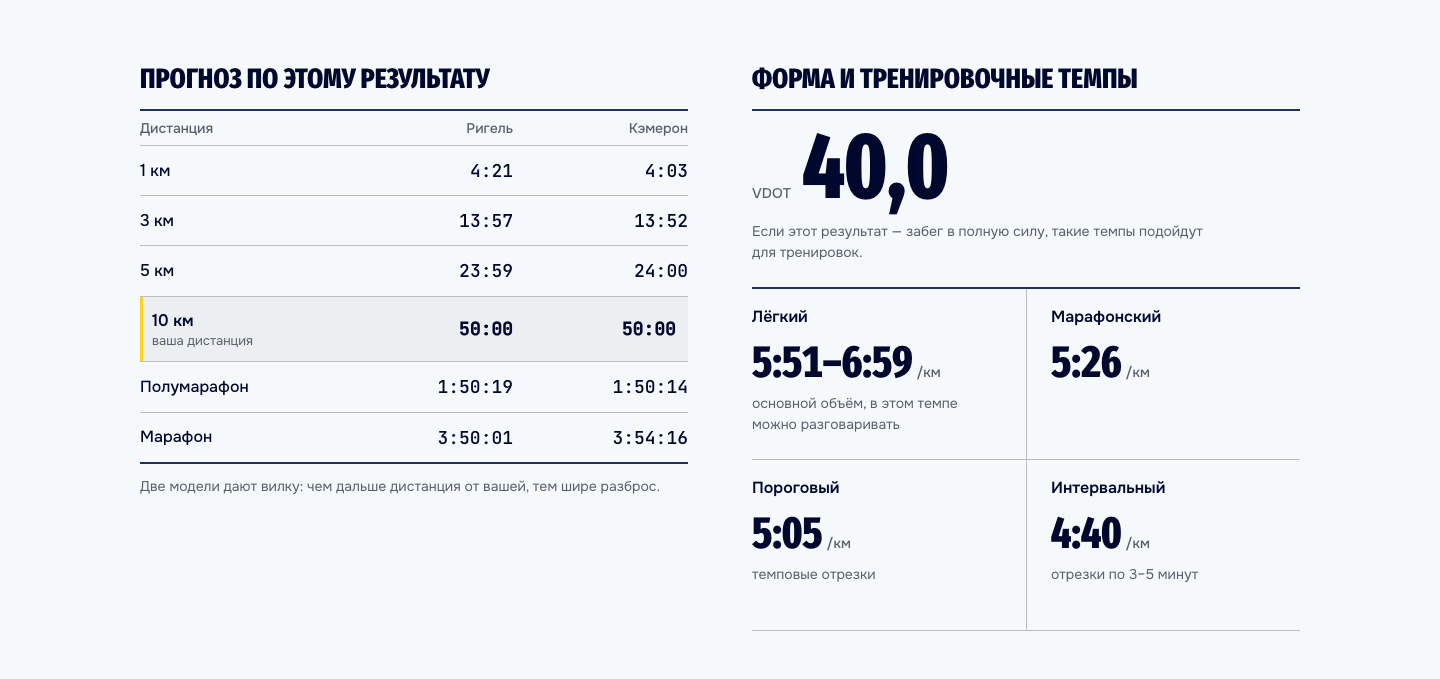 ПРОГНОЗ ПО ЭТОМУ РЕЗУЛЬТАТУ
Дистанция Ригель Кэмерон
1 км 4:21 4:03
3 км 13:57 13:52
5 км 23:59 24:00
10 км 50:00 50:00
ваша дистанция
Полумарафон 1:50:19 1:50:14
Марафон 3:50:01 3:54:16
Две модели дают вилку: чем дальше дистанция от вашей, тем шире разброс.
ФОРМА И ТРЕНИРОВОЧНЫЕ ТЕМПЫ
VDOT 40,0
Если этот результат — забег в полную силу, такие темпы подойдут
для тренировок.
Лёгкий
5:51–6:59 /км
основной объём, в этом темпе
можно разговаривать
Марафонский
5:26 /км
Пороговый
5:05 /км
темповые отрезки
Интервальный
4:40 /км
отрезки по 3–5 минут